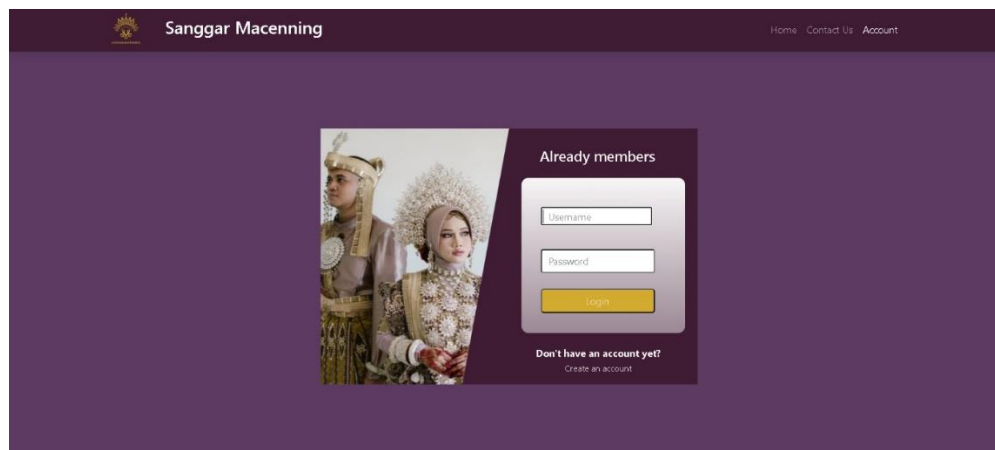 Sanggar Macenning
Home Contact Us Account
Already members
Username
Password
Login
Don't have an account yet?
Create an account